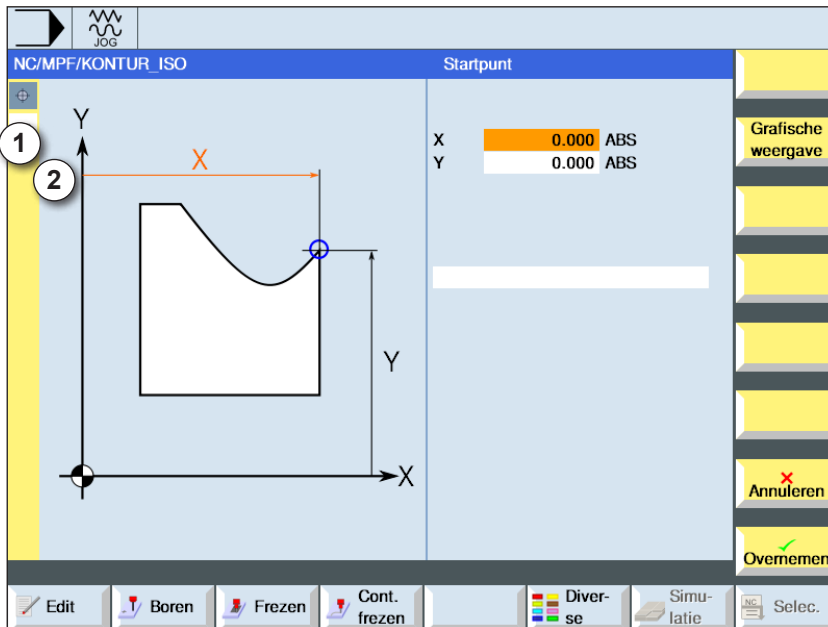 JOG
NC/MPF/KONTUR_ISO
Startpunt
1
2
Y
X
X
Y
X 0.000 ABS
Y 0.000 ABS
Grafische
weergave
Annuleren
Overnemen
Edit
Boren
Frezen
Cont.
frezen
Diver-
se
Simu-
latie
NC
Selec.